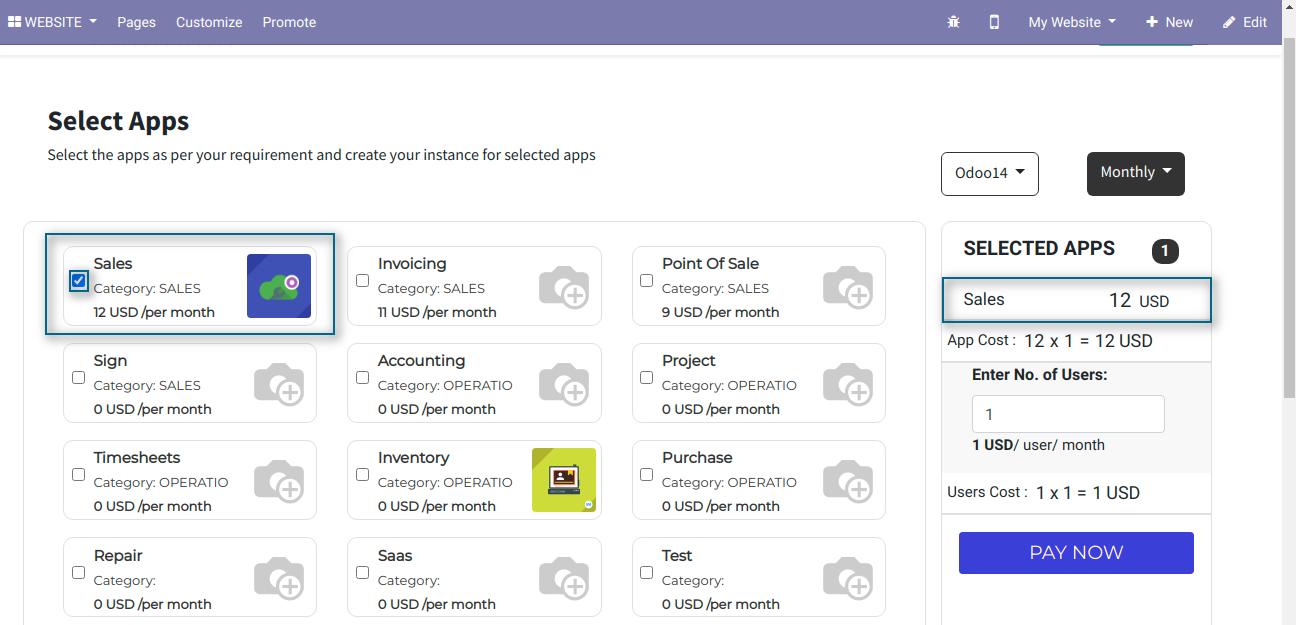 WEBSITE Pages Customize Promote My Website New Edit
Select Apps
Select the apps as per your requirement and create your instance for selected apps
Odoo14 Monthly
Sales
Category: SALES
12 USD /per month
Invoicing
Category: SALES
11 USD /per month
Point Of Sale
Category: SALES
9 USD /per month
Sign
Category: SALES
0 USD /per month
Accounting
Category: OPERATIO
0 USD /per month
Project
Category: OPERATIO
0 USD /per month
Timesheets
Category: OPERATIO
0 USD /per month
Inventory
Category: OPERATIO
0 USD /per month
Purchase
Category: OPERATIO
0 USD /per month
Repair
Category:
0 USD /per month
Saas
Category:
0 USD /per month
Test
Category:
0 USD /per month
SELECTED APPS 1
Sales 12 USD
App Cost : 12 x 1 = 12 USD
Enter No. of Users:
1
1 USD/ user/ month
Users Cost : 1 x 1 = 1 USD
PAY NOW